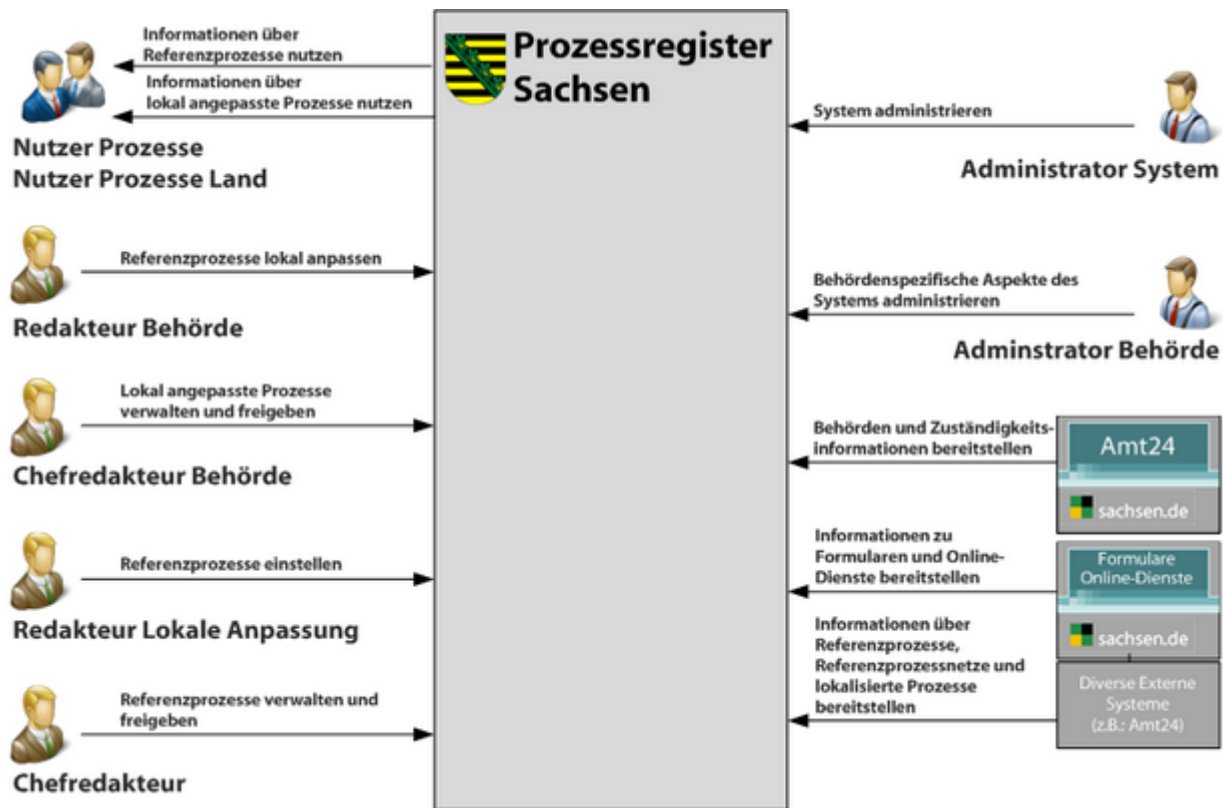 Informationen über
Referenzprozesse nutzen
Informationen über
lokal angepasste Prozesse nutzen
Nutzer Prozesse
Nutzer Prozesse Land
Referenzprozesse lokal anpassen
Redakteur Behörde
Lokal angepasste Prozesse
verwalten und freigeben
Chefredakteur Behörde
Referenzprozesse einstellen
Redakteur Lokale Anpassung
Referenzprozesse verwalten und
freigeben
Chefredakteur
Prozessregister
Sachsen
System administrieren
Administrator System
Behördenspezifische Aspekte des
Systems administrieren
Adminstrator Behörde
Behörden und Zuständigkeits-
informationen bereitstellen
Amt24
sachsen.de
Informationen zu
Formularen und Online-
Dienste bereitstellen
Formulare
Online-Dienste
sachsen.de
Informationen über
Referenzprozesse,
Referenzprozessnetze und
lokalisierte Prozesse
bereitstellen
Diverse Externe
Systeme
(z.B.: Amt24)